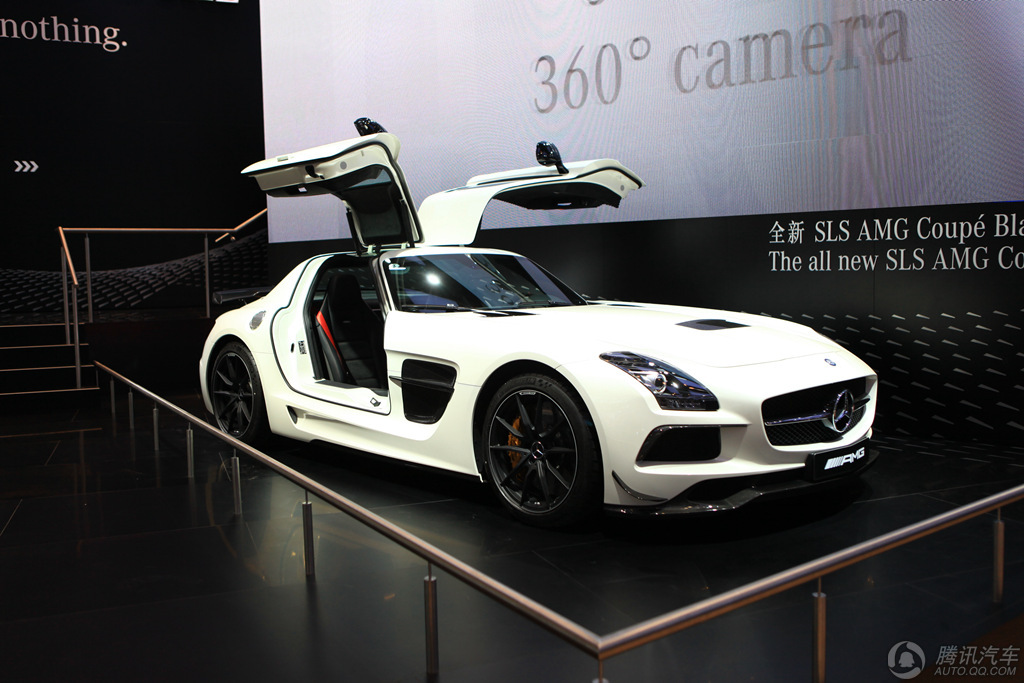 nothing.
360° camera
全新 SLS AMG Coupé Bla
The all new SLS AMG Co
AMG
腾讯汽车
AUTO.QQ.COM